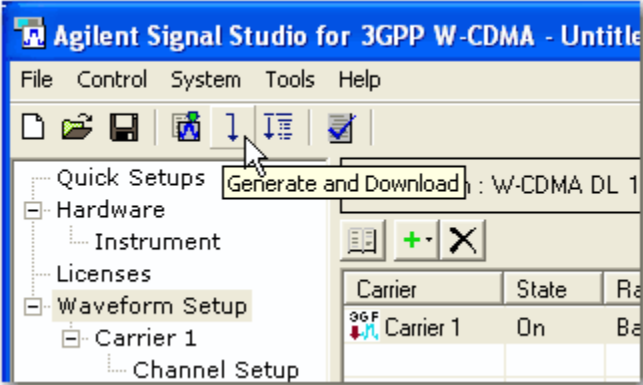 Agilent Signal Studio for 3GPP W-CDMA - Untitle
File Control System Tools Help
Generate and Download
: W-CDMA DL 1
Quick Setups
Hardware
Instrument
Licenses
Waveform Setup
Carrier 1
Channel Setup
Carrier State Ra
3GF Carrier 1 On Ba